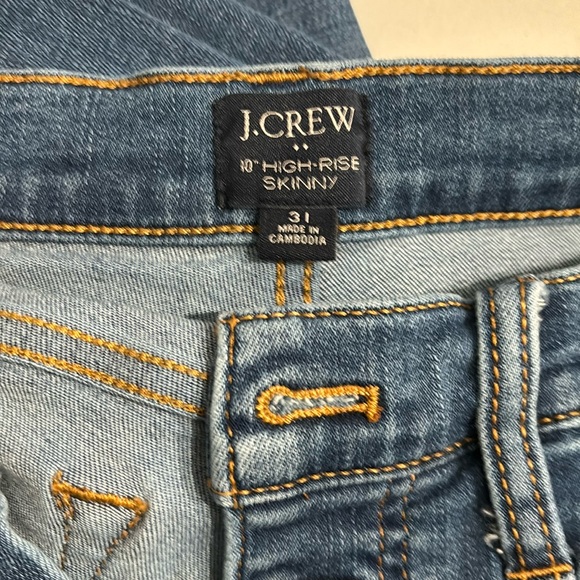 J.CREW
10" HIGH-RISE
SKINNY
31
MADE IN
CAMBODIA